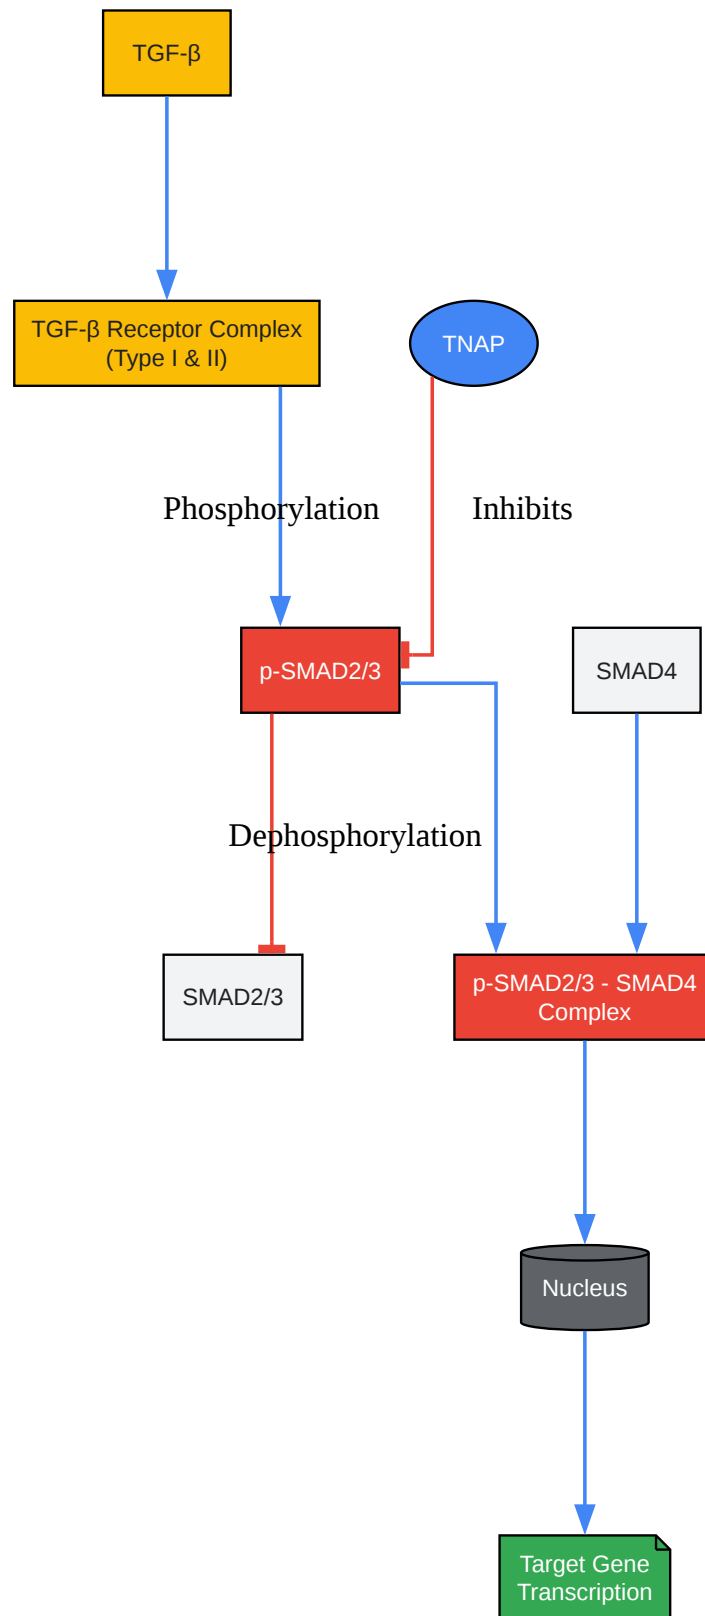 TGF-β
TGF-β Receptor Complex
(Type I & II)
TNAP
Phosphorylation
Inhibits
p-SMAD2/3
SMAD4
Dephosphorylation
SMAD2/3
p-SMAD2/3 - SMAD4
Complex
Nucleus
Target Gene
Transcription